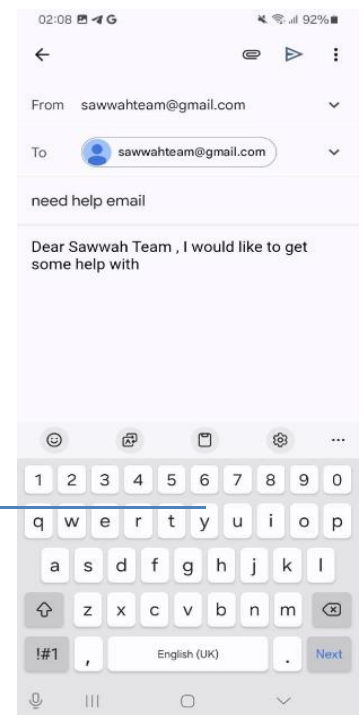 02:08 G 92%
From sawwahteam@gmail.com
To sawwahteam@gmail.com
need help email
Dear Sawwah Team , I would like to get
some help with
1 2 3 4 5 6 7 8 9 0
q w e r t y u i o p
a s d f g h j k l
z x c v b n m
!#1 , English (UK) . Next